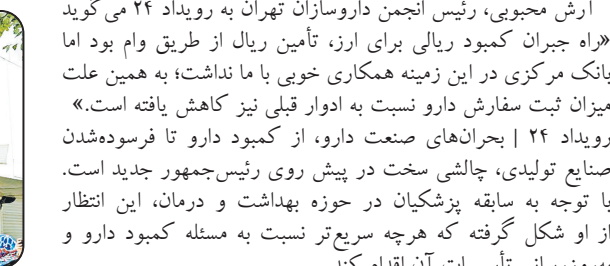 آرش محبوبی، رئیس انجمن داروسازان تهران به رویداد ۲۴ می‌گوید
«راه جبران کمبود ریالی برای ارز، تأمین ریال از طریق وام بود اما
بانک مرکزی در این زمینه همکاری خوبی با ما نداشت؛ به همین علت
میزان ثبت سفارش دارو نسبت به ادوار قبلی نیز کاهش یافته است.»
رویداد ۲۴ | بحران‌های صنعت دارو، از کمبود دارو تا فرسوده‌شدن
صنایع تولیدی، چالشی سخت در پیش روی رئیس‌جمهور جدید است.
با توجه به سابقه پزشکیان در حوزه بهداشت و درمان، این انتظار
از او شکل گرفته که هرچه سریع‌تر نسبت به مسئله کمبود دارو و